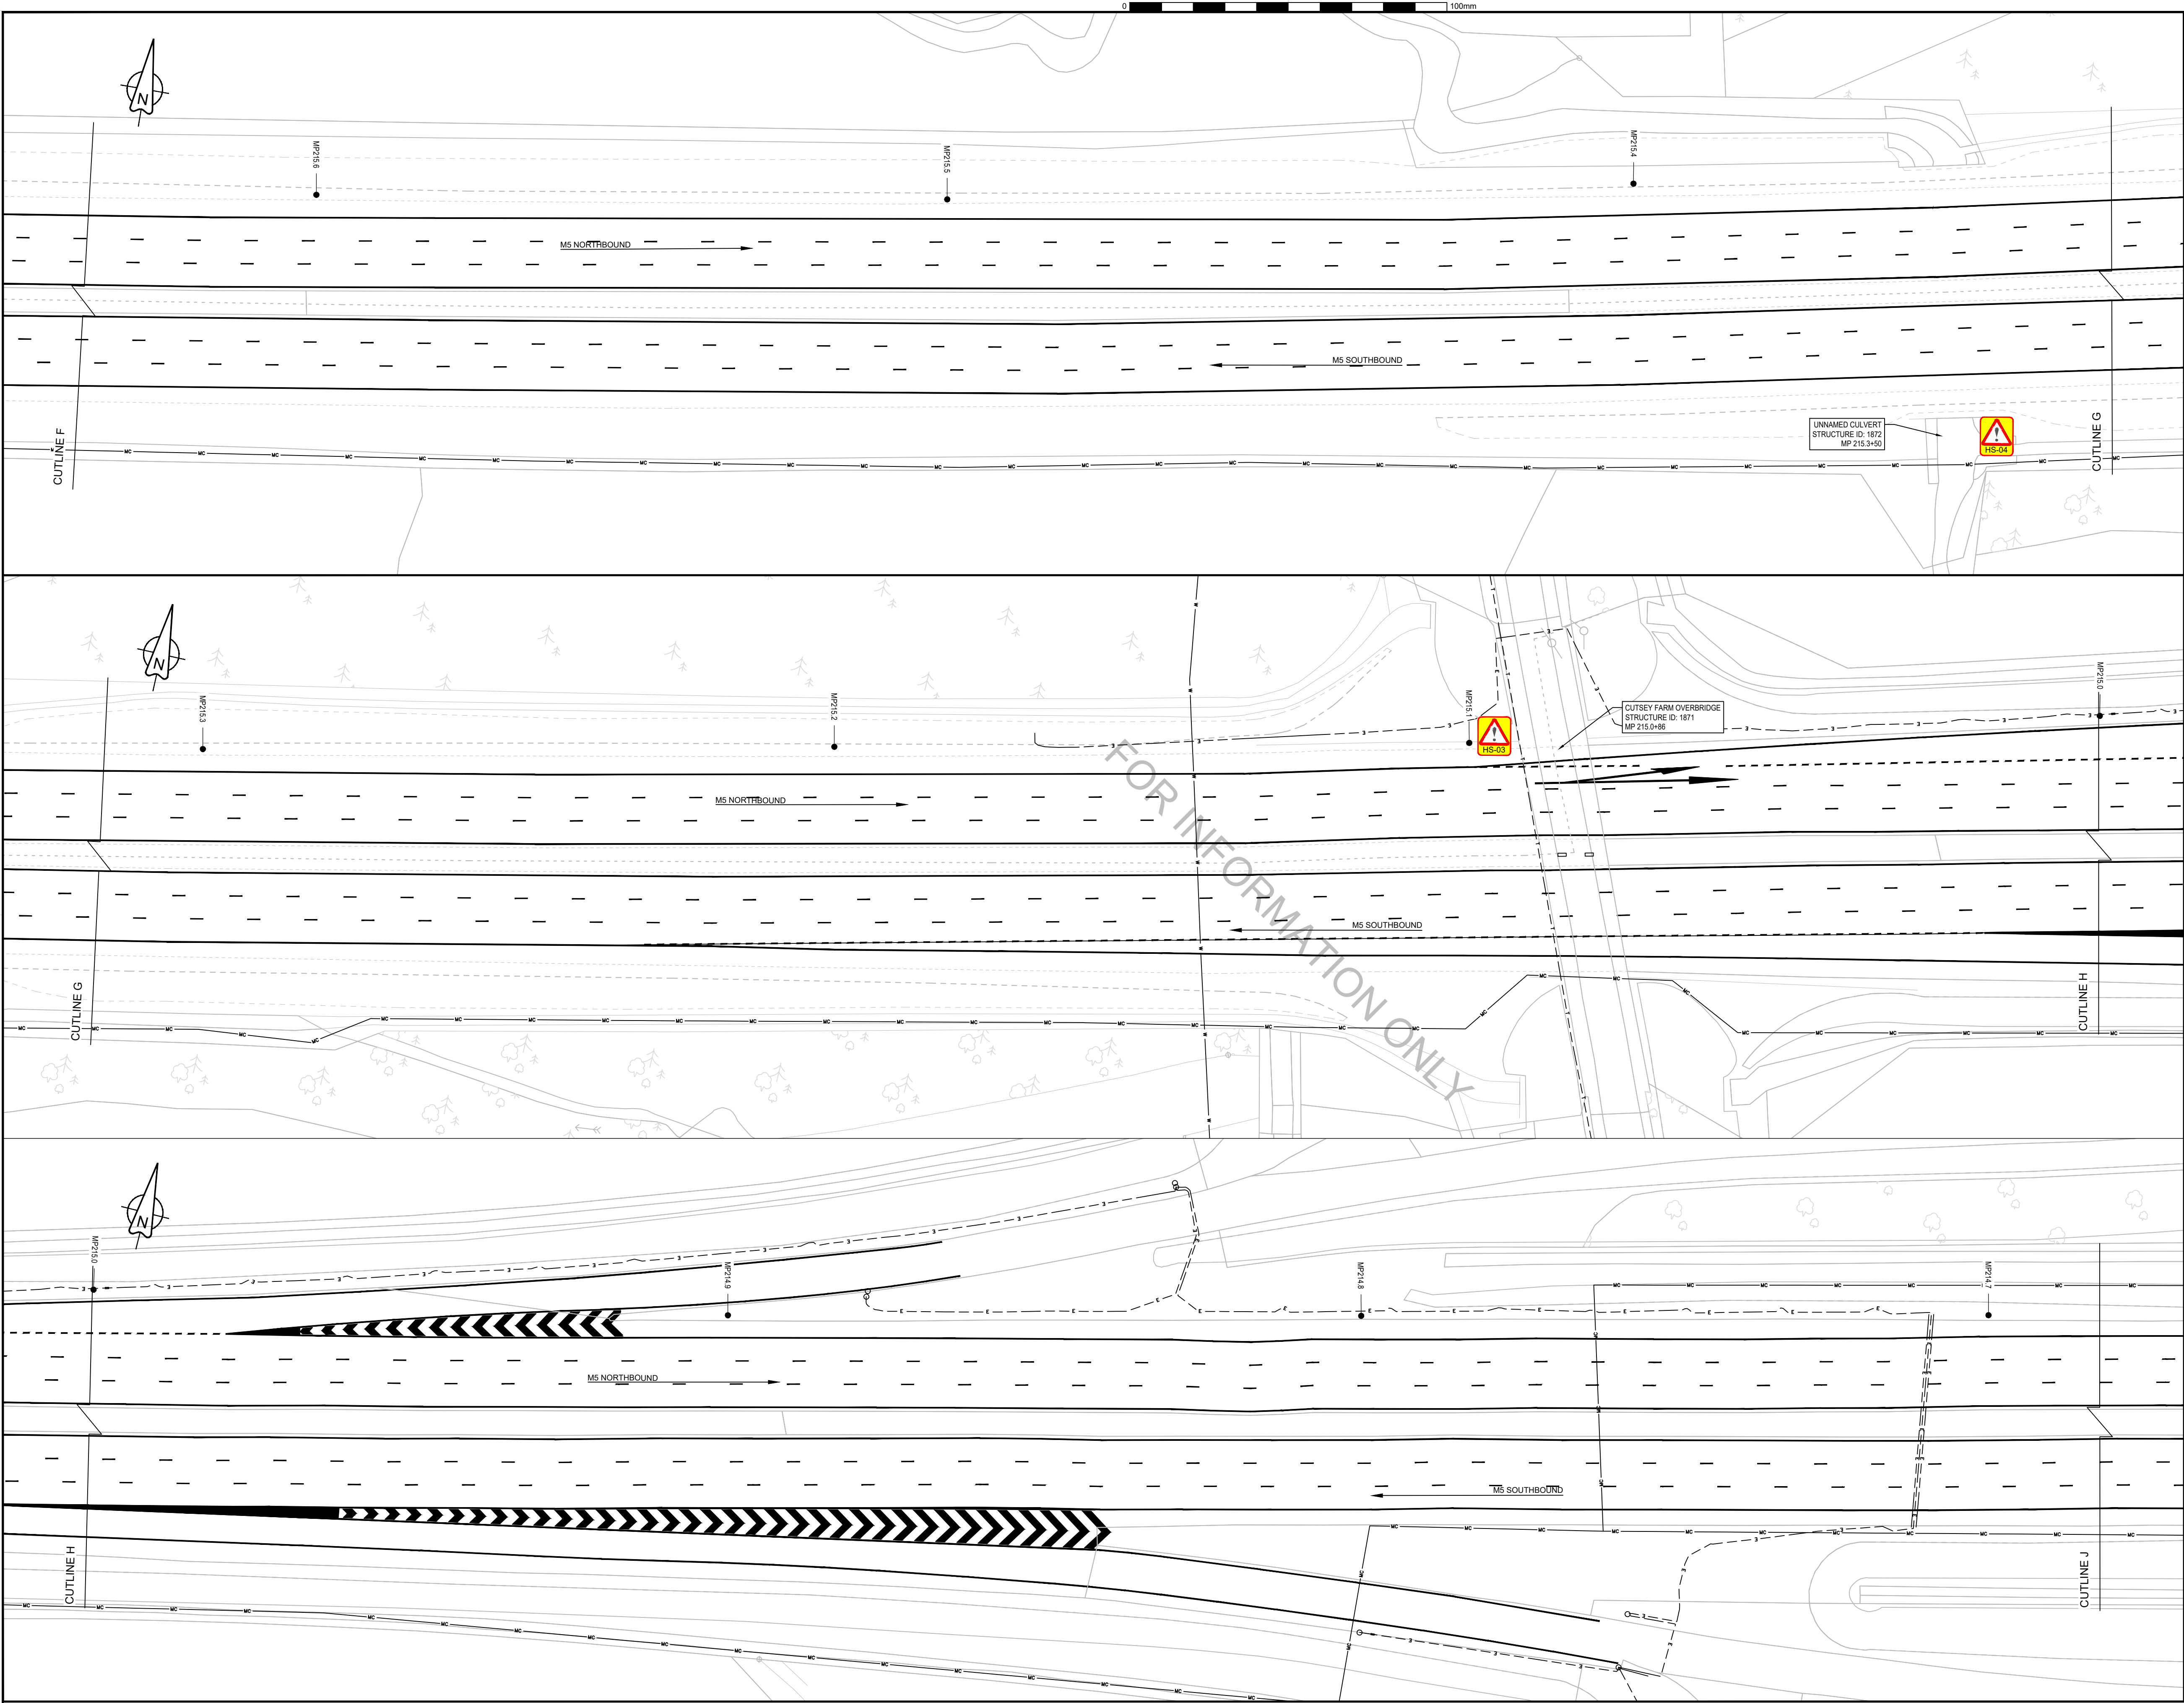 0 100mm
N
MP215.6
MP215.5
MP215.4
M5 NORTHBOUND
M5 SOUTHBOUND
CUTLINE F
UNNAMED CULVERT
STRUCTURE ID: 1872
MP 215.3+50
HS-04
CUTLINE G
MC
N
MP215.3
MP215.2
MP215.1
MP215.0
HS-03
CUTSEY FARM OVERBRIDGE
STRUCTURE ID: 1871
MP 215.0+86
M5 NORTHBOUND
M5 SOUTHBOUND
FOR INFORMATION ONLY
CUTLINE G
CUTLINE H
MC
N
MP215.0
MP214.9
MP214.8
M5 NORTHBOUND
M5 SOUTHBOUND
CUTLINE H
CUTLINE J
MC